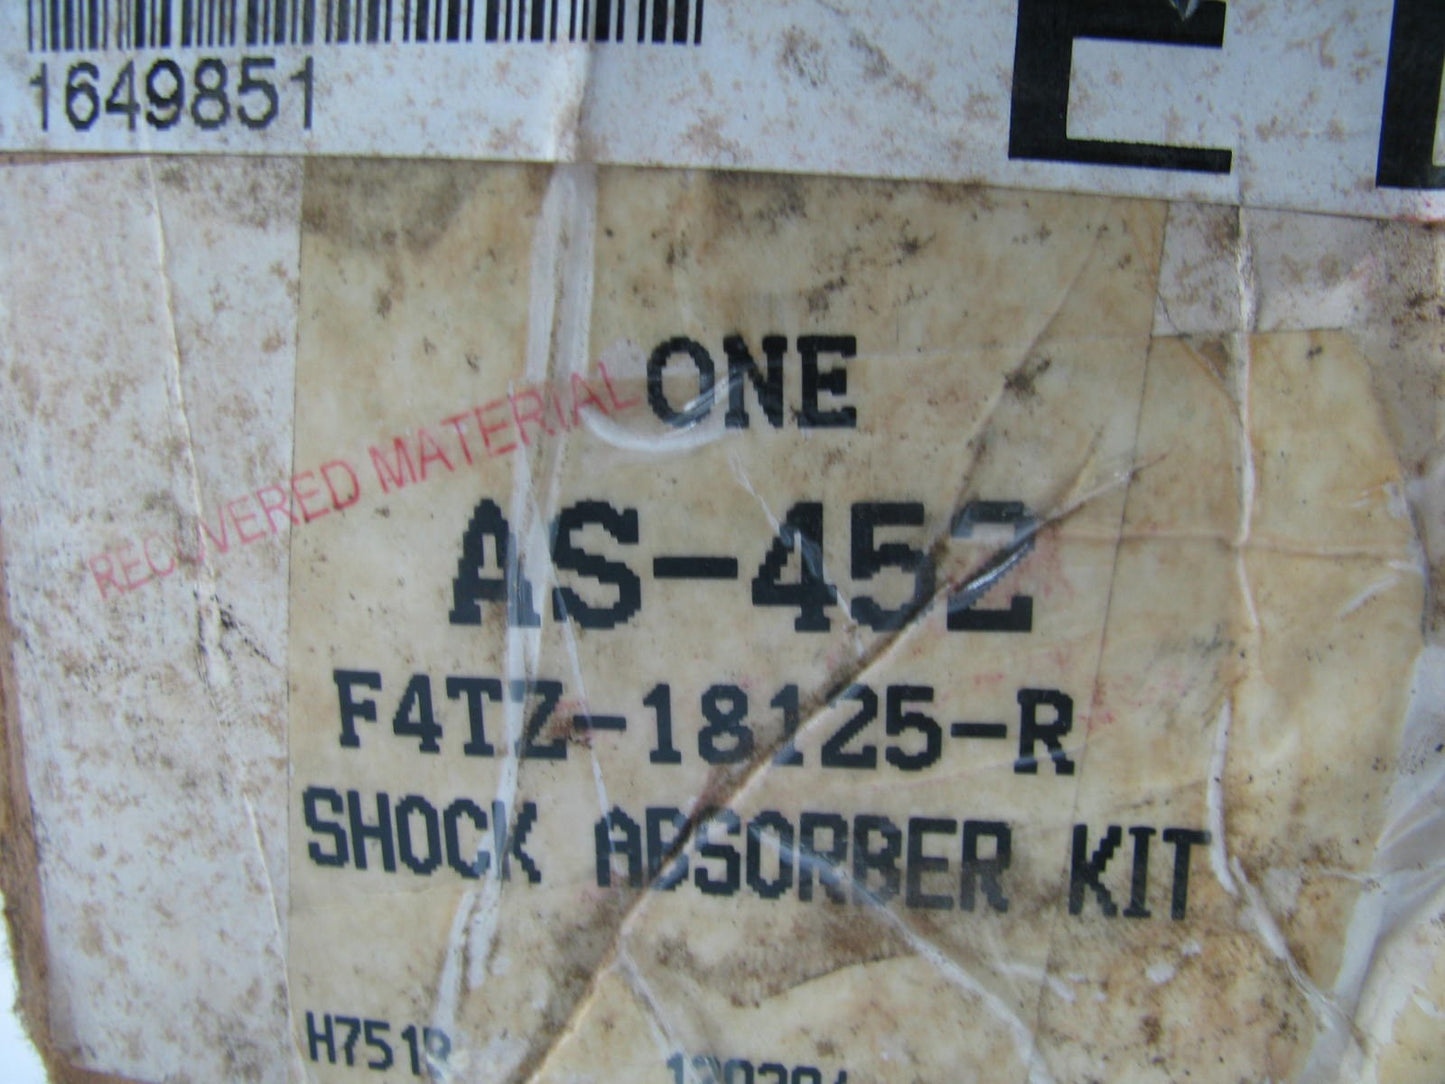 1649851
ONE
RECOVERED MATERIAL
AS-452
F4TZ-18125-R
SHOCK ABSORBER KIT